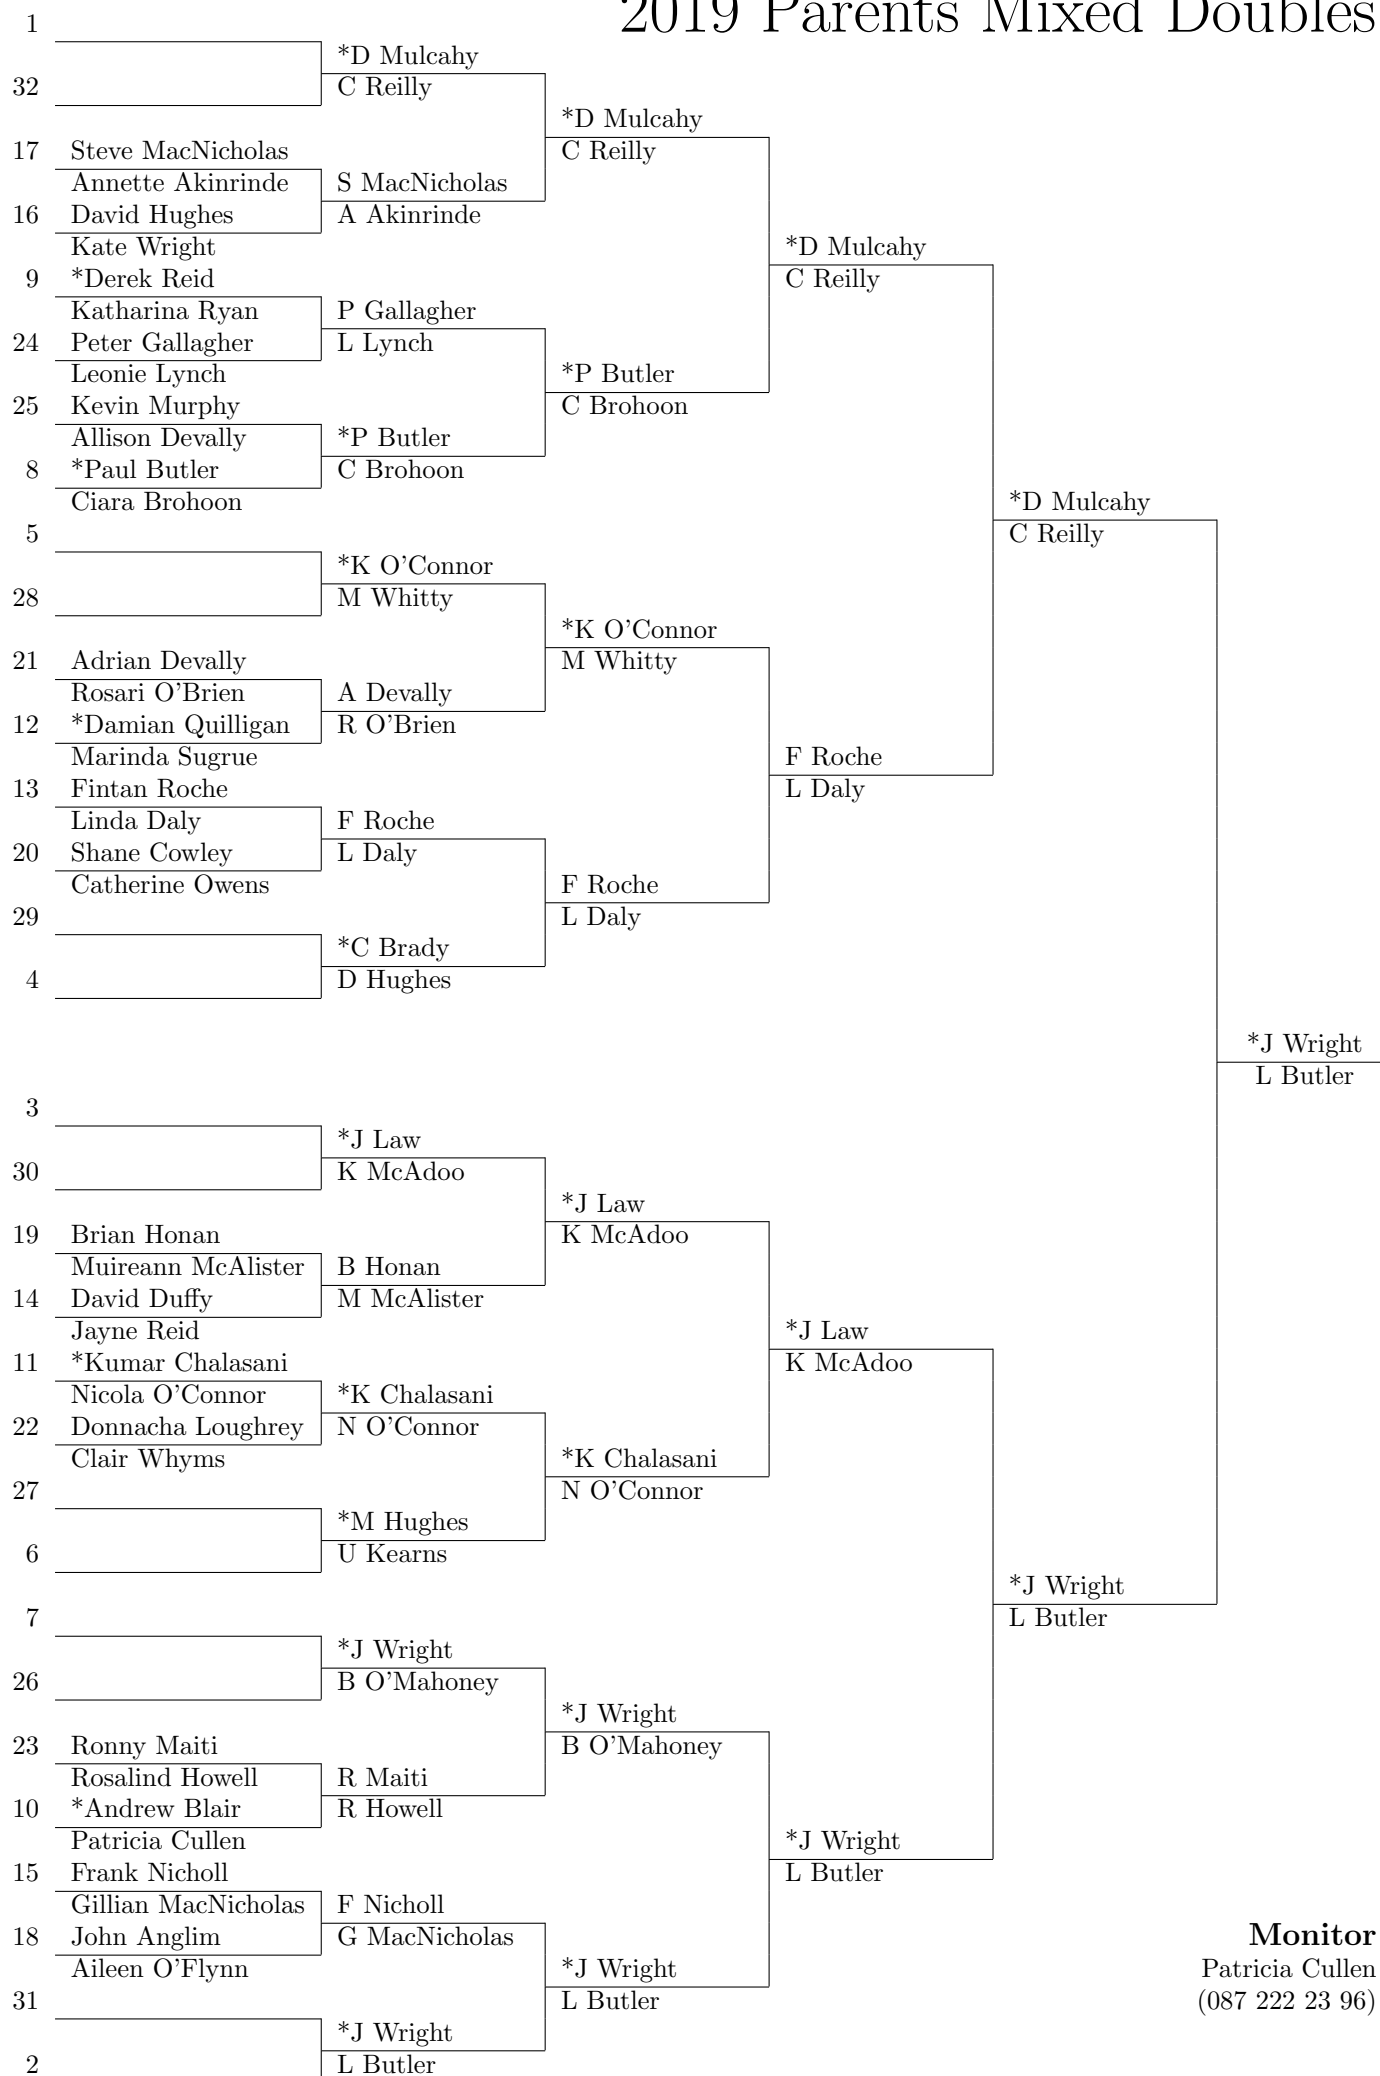 2019 Parents Mixed Doubles
1
*D Mulcahy
32
C Reilly
*D Mulcahy
17 Steve MacNicholas
C Reilly
Annette Akinrinde
S MacNicholas
16 David Hughes
A Akinrinde
Kate Wright
*D Mulcahy
9 *Derek Reid
C Reilly
Katharina Ryan
P Gallagher
24 Peter Gallagher
L Lynch
Leonie Lynch
*P Butler
25 Kevin Murphy
C Brohoon
Allison Devally
*P Butler
8 *Paul Butler
C Brohoon
Ciara Brohoon
*D Mulcahy
5
C Reilly
*K O'Connor
28
M Whitty
*K O'Connor
21 Adrian Devally
M Whitty
Rosari O'Brien
A Devally
12 *Damian Quilligan
R O'Brien
Marinda Sugrue
F Roche
13 Fintan Roche
L Daly
Linda Daly
F Roche
20 Shane Cowley
L Daly
Catherine Owens
F Roche
29
L Daly
*C Brady
4
D Hughes
*J Wright
L Butler
3
*J Law
30
K McAdoo
*J Law
19 Brian Honan
K McAdoo
Muireann McAlister
B Honan
14 David Duffy
M McAlister
Jayne Reid
*J Law
11 *Kumar Chalasani
K McAdoo
Nicola O'Connor
*K Chalasani
22 Donnacha Loughrey
N O'Connor
Clair Whyms
*K Chalasani
27
N O'Connor
*M Hughes
6
U Kearns
*J Wright
7
L Butler
*J Wright
26
B O'Mahoney
*J Wright
23 Ronny Maiti
B O'Mahoney
Rosalind Howell
R Maiti
10 *Andrew Blair
R Howell
Patricia Cullen
*J Wright
15 Frank Nicholl
L Butler
Gillian MacNicholas
F Nicholl
18 John Anglim
G MacNicholas
Aileen O'Flynn
*J Wright
31
L Butler
*J Wright
2
L Butler
Monitor
Patricia Cullen
(087 222 23 96)